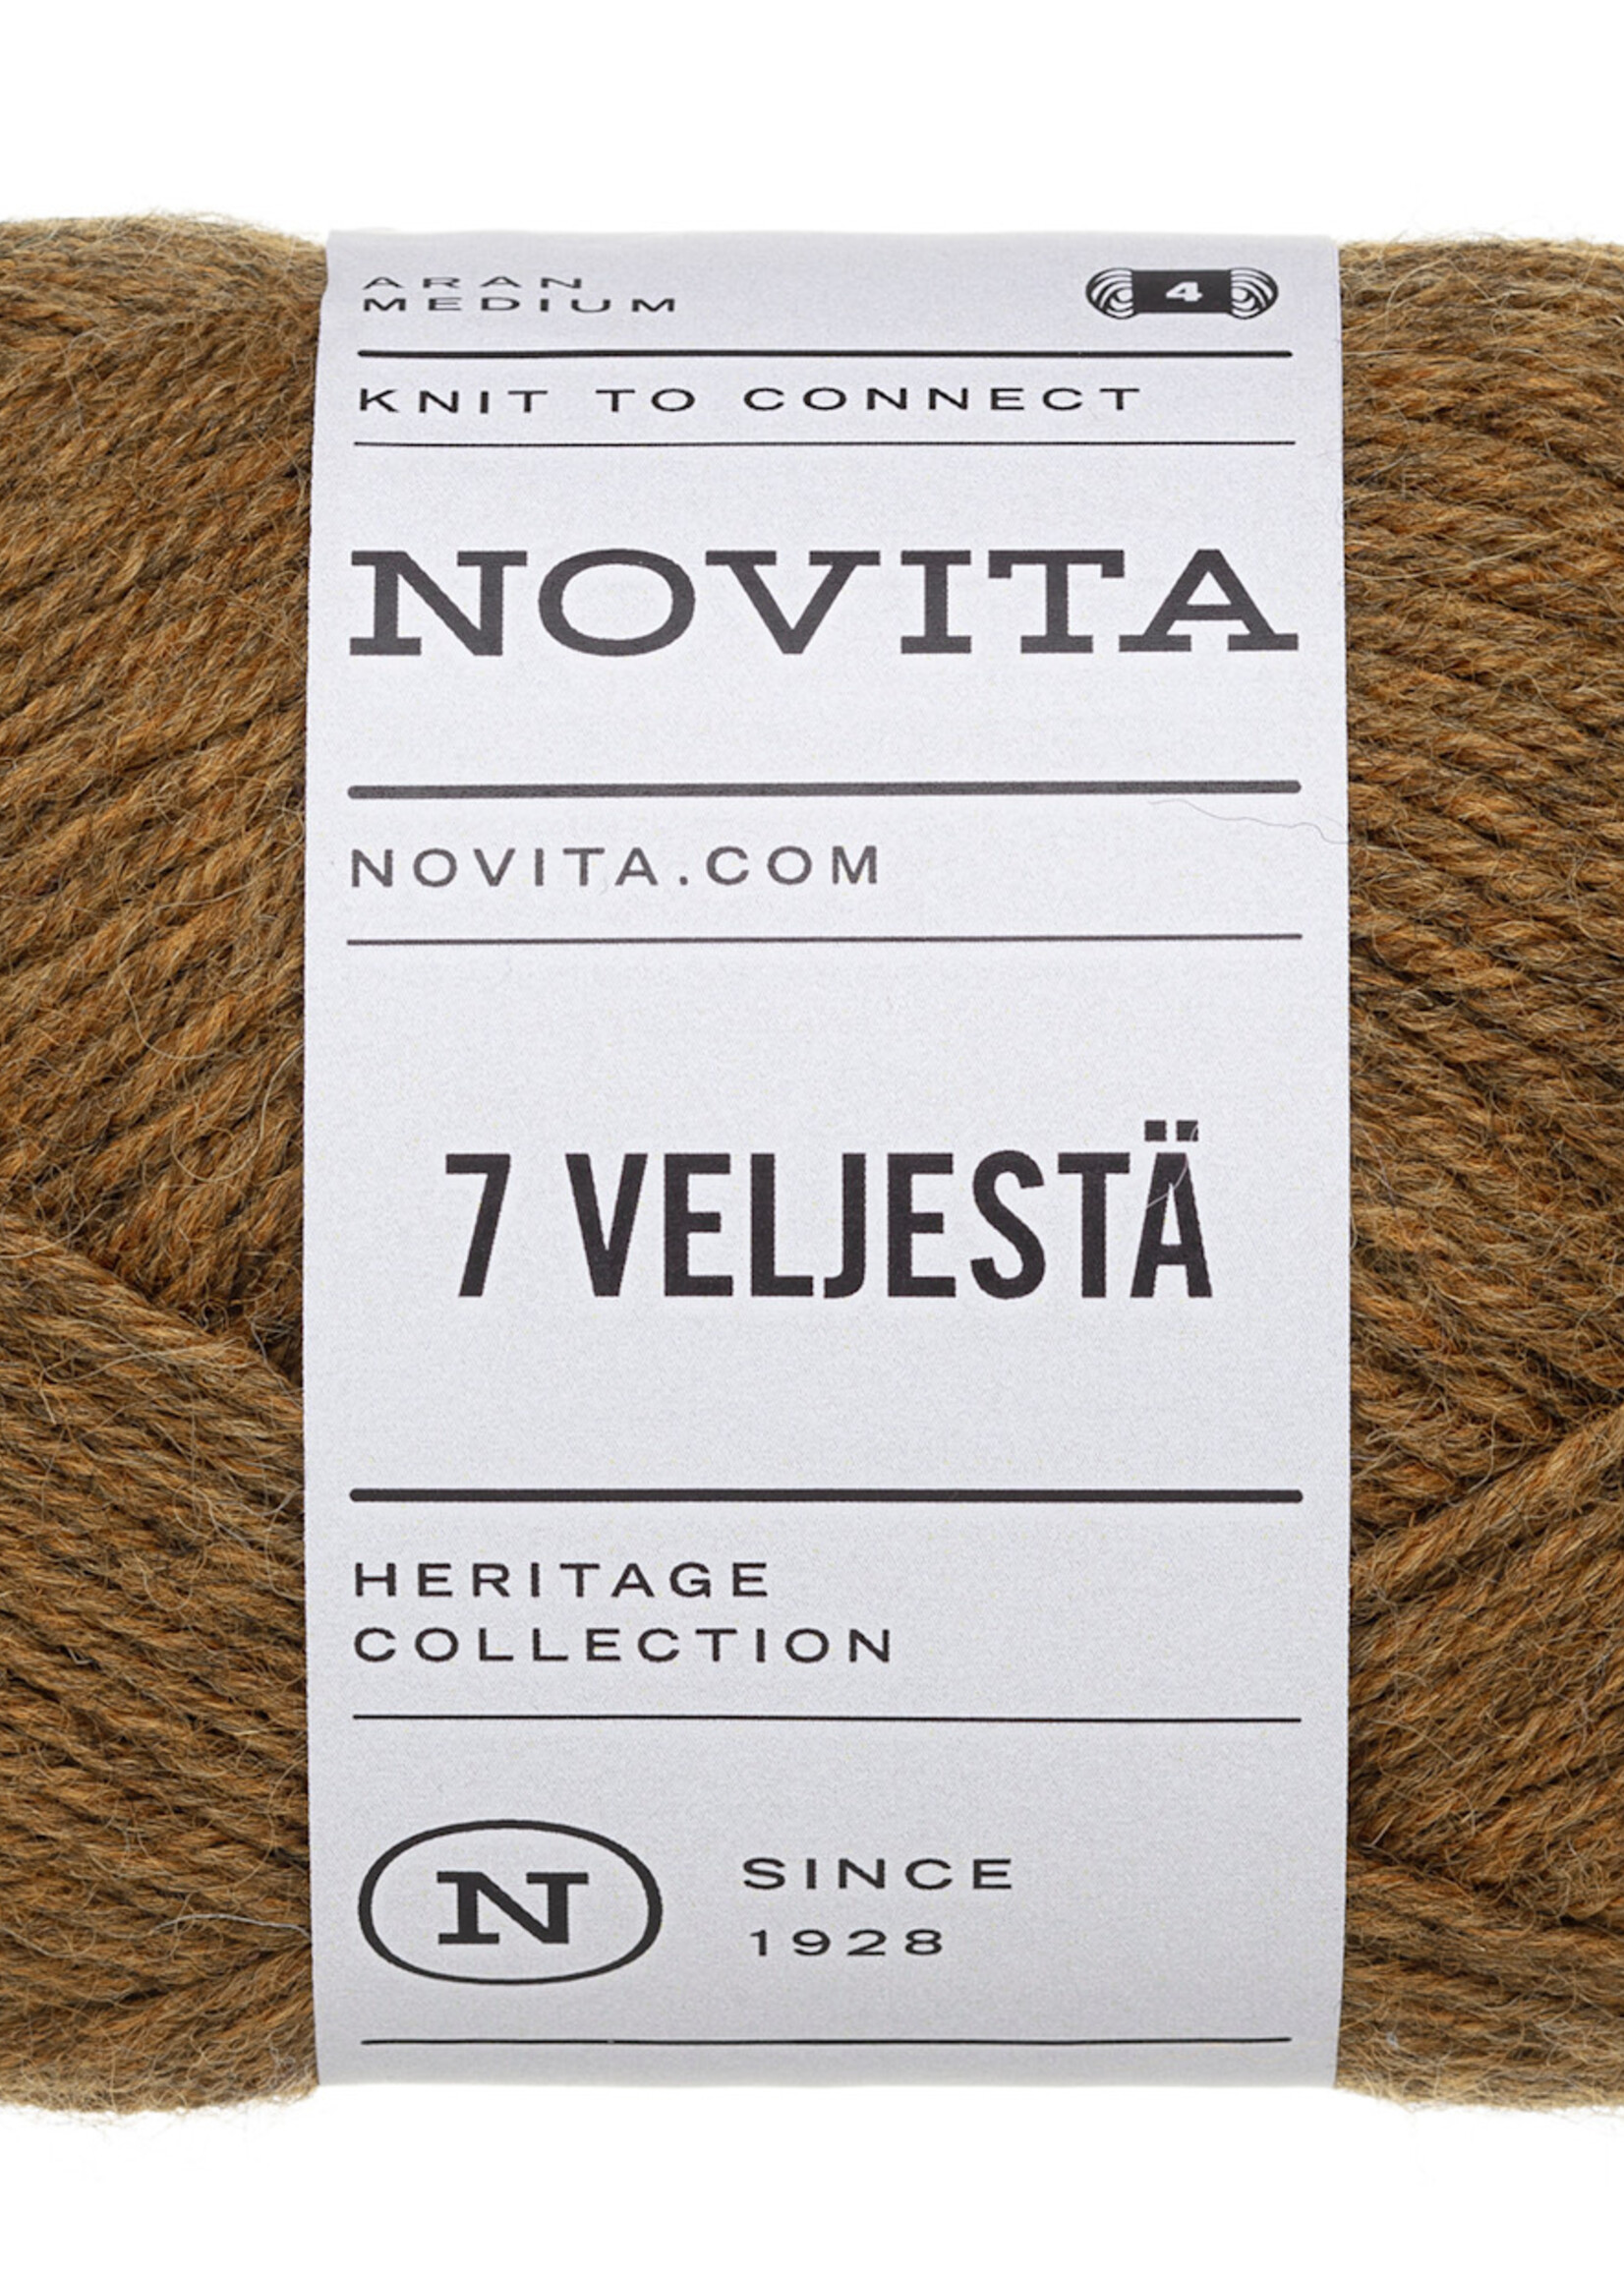 ARAN
MEDIUM
4
KNIT TO CONNECT
NOVITA
NOVITA.COM
7 VELJESTÄ
HERITAGE
COLLECTION
N
SINCE
1928